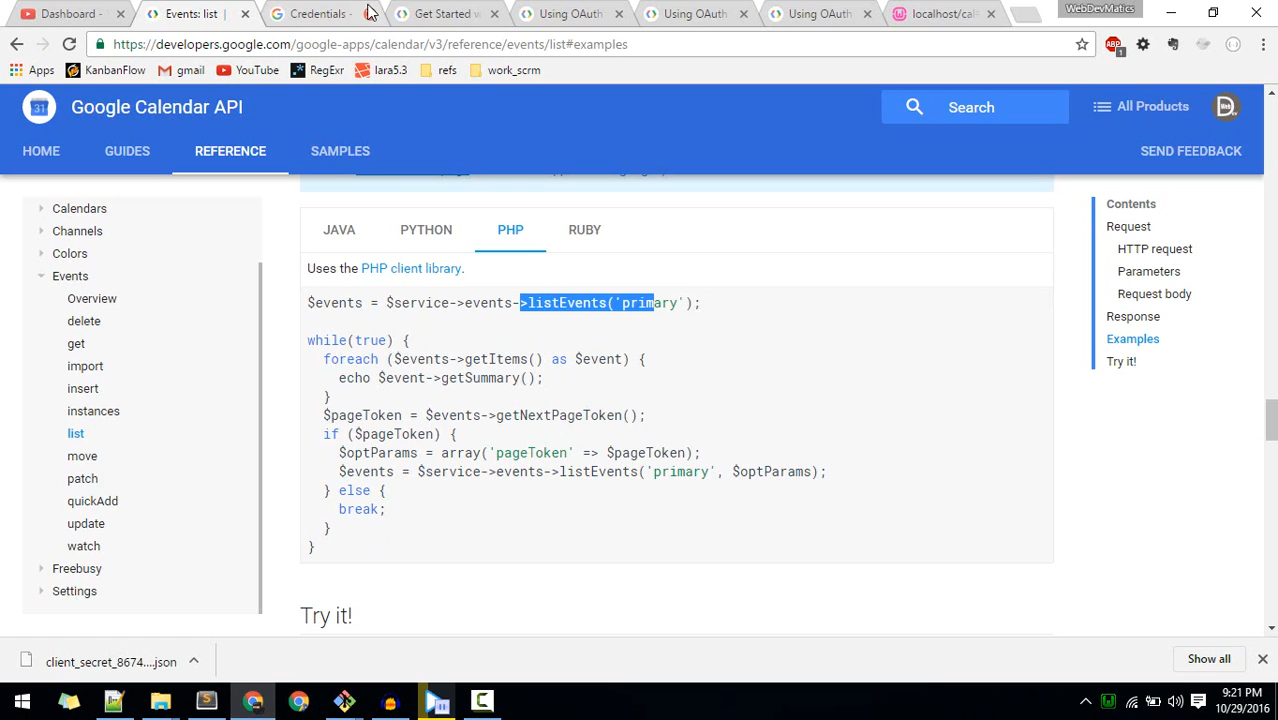 WebDevMatics
Dashboard -
Events: list |
Credentials -
Get Started w
Using OAuth
Using OAuth
Using OAuth
localhost/cal
https://developers.google.com/google-apps/calendar/v3/reference/events/list#examples
ABP
1
Apps
KanbanFlow
gmail
YouTube
RegExr
lara5.3
refs
work_scrm
31
Google Calendar API
Search
All Products
HOME
GUIDES
REFERENCE
SAMPLES
SEND FEEDBACK
Calendars
Channels
Colors
Events
Overview
delete
get
import
insert
instances
list
move
patch
quickAdd
update
watch
Freebusy
Settings
JAVA
PYTHON
PHP
RUBY
Uses the PHP client library.
$events = $service->events->listEvents('primary');
while(true) {
foreach ($events->getItems() as $event) {
echo $event->getSummary();
}
$pageToken = $events->getNextPageToken();
if ($pageToken) {
$optParams = array('pageToken' => $pageToken);
$events = $service->events->listEvents('primary', $optParams);
} else {
break;
}
}
Try it!
Contents
Request
HTTP request
Parameters
Request body
Response
Examples
Try it!
client_secret_8674....json
Show all
9:21 PM
10/29/2016